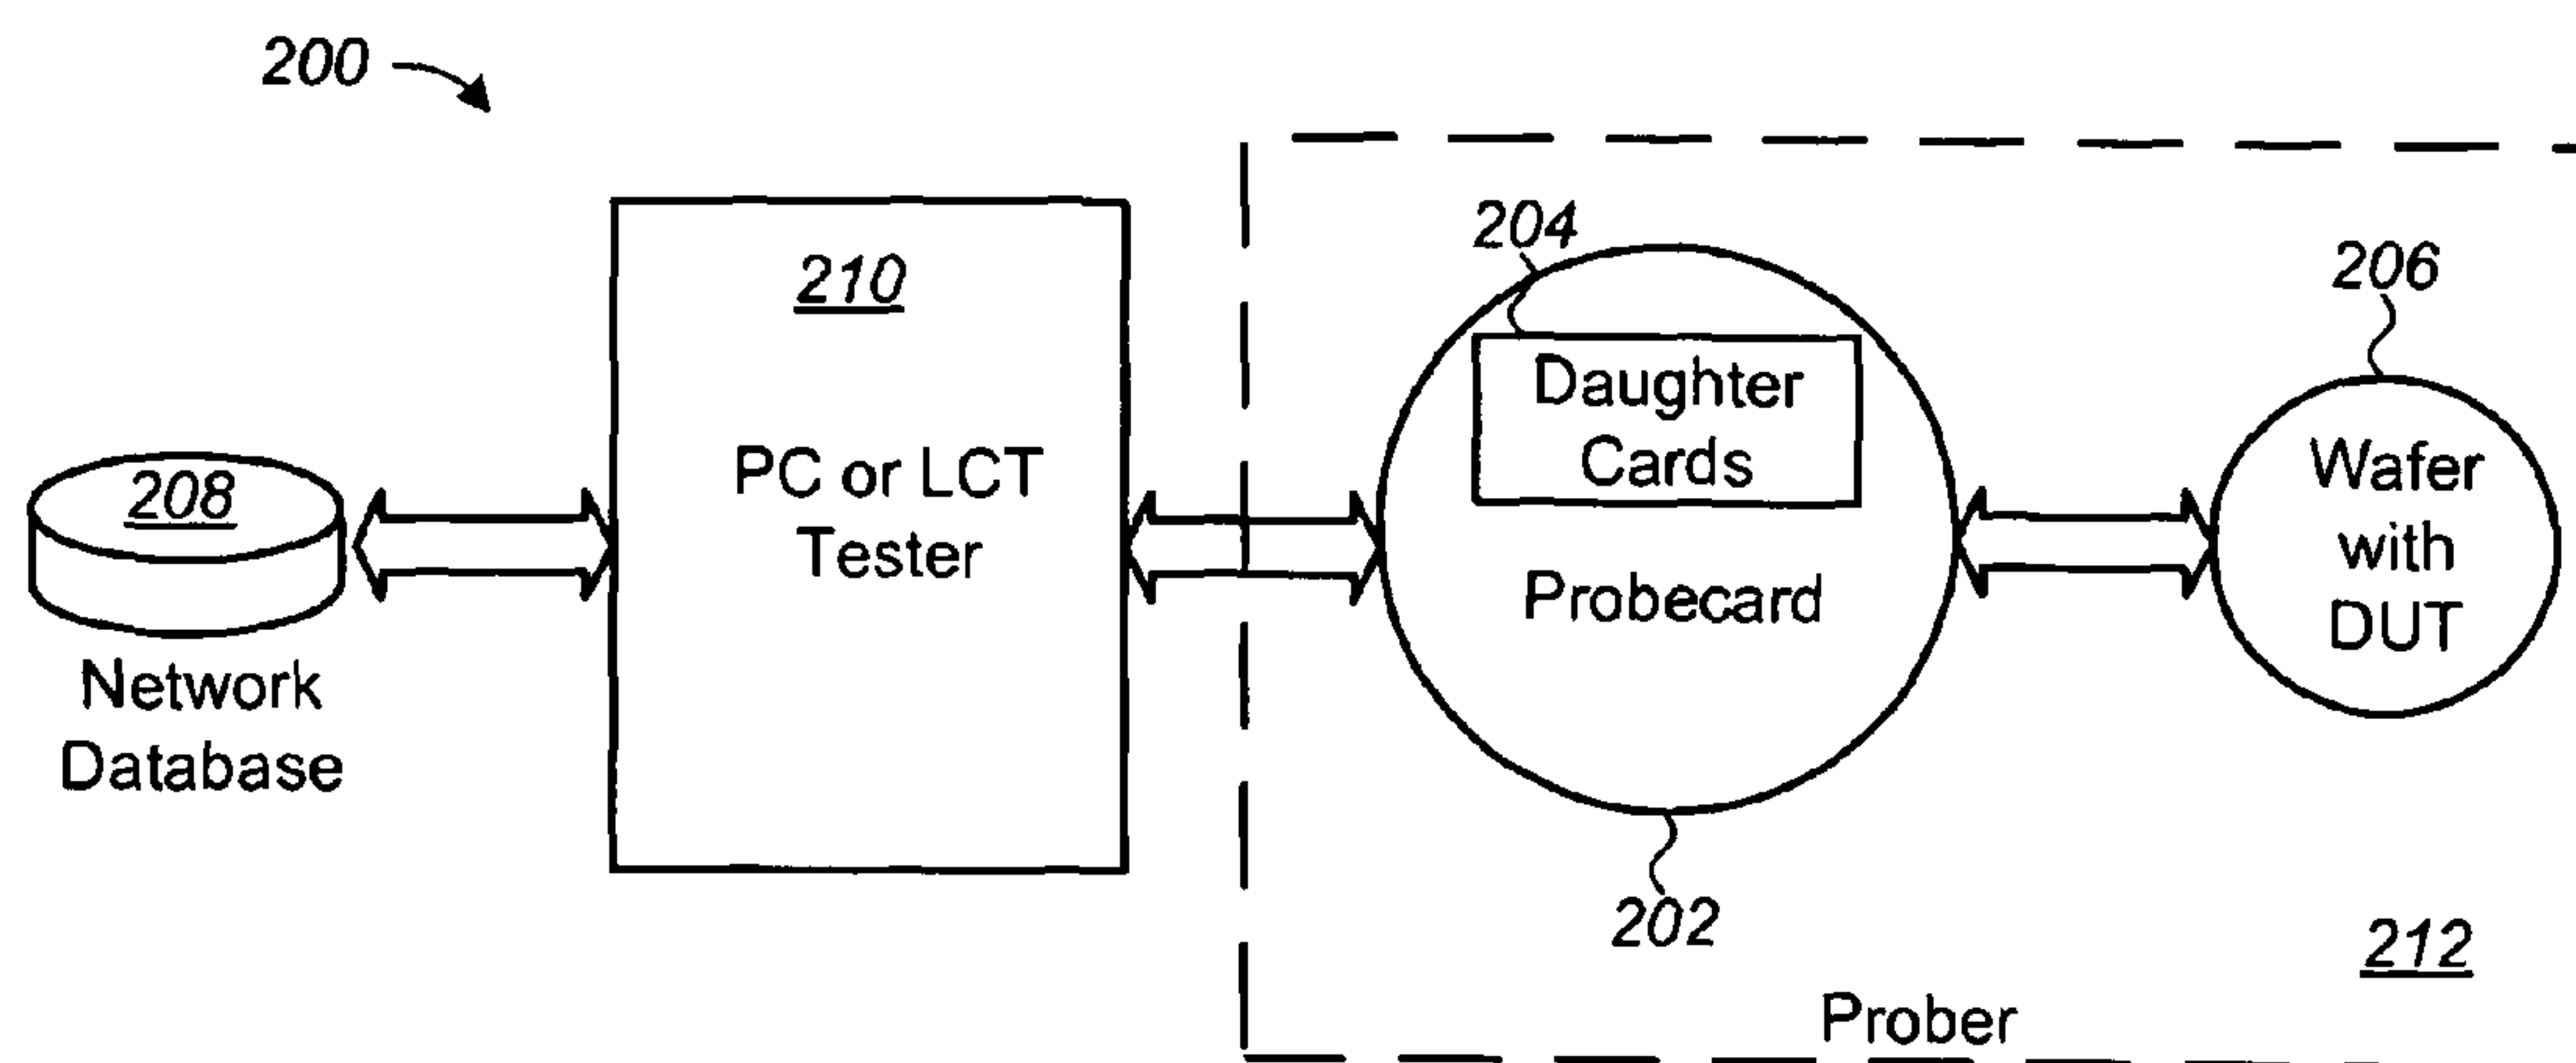 200
210
PC or LCT
Tester
208
Network
Database
204
Daughter
Cards
Probecard
202
206
Wafer
with
DUT
212
Prober